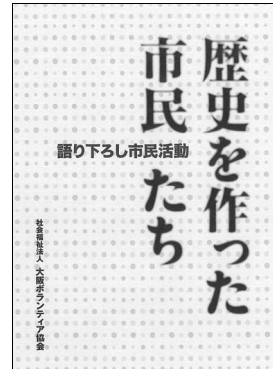 歴史を作った
市民たち
語り下ろし市民活動
社会福祉法人 大阪ボランティア協会